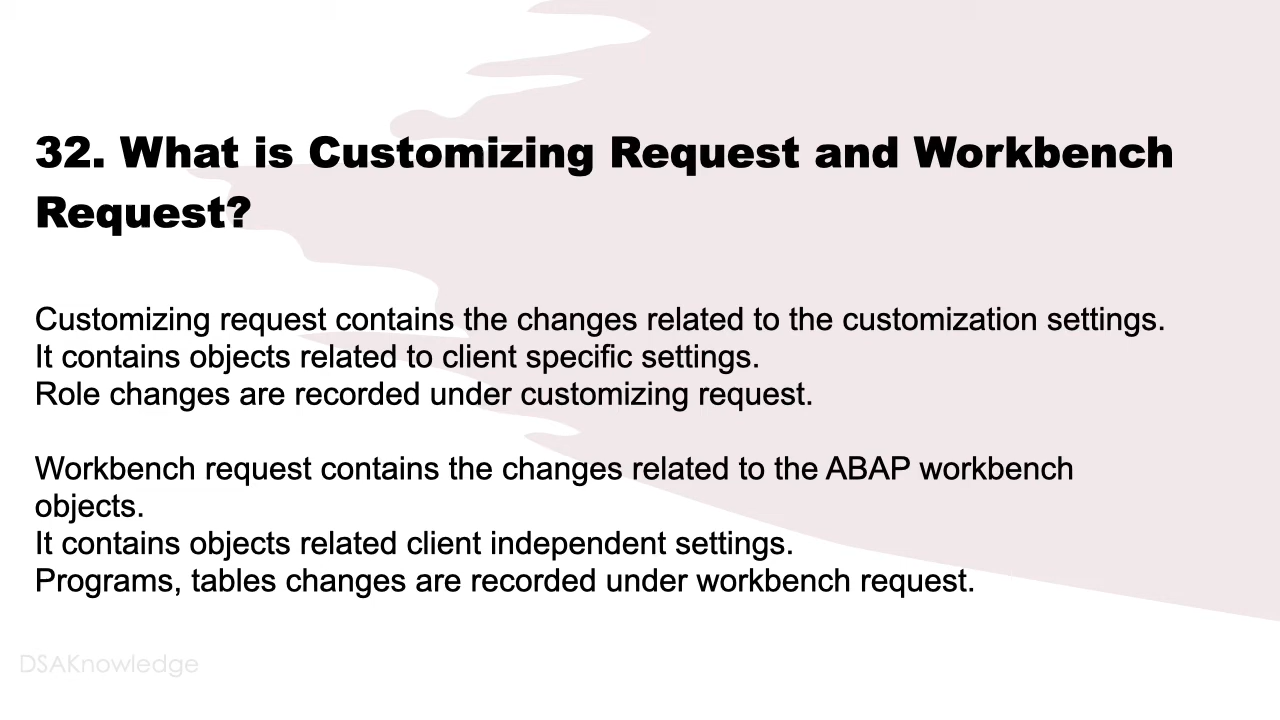 32. What is Customizing Request and Workbench
Request?
Customizing request contains the changes related to the customization settings.
It contains objects related to client specific settings.
Role changes are recorded under customizing request.
Workbench request contains the changes related to the ABAP workbench
objects.
It contains objects related client independent settings.
Programs, tables changes are recorded under workbench request.
DSAKnowledge